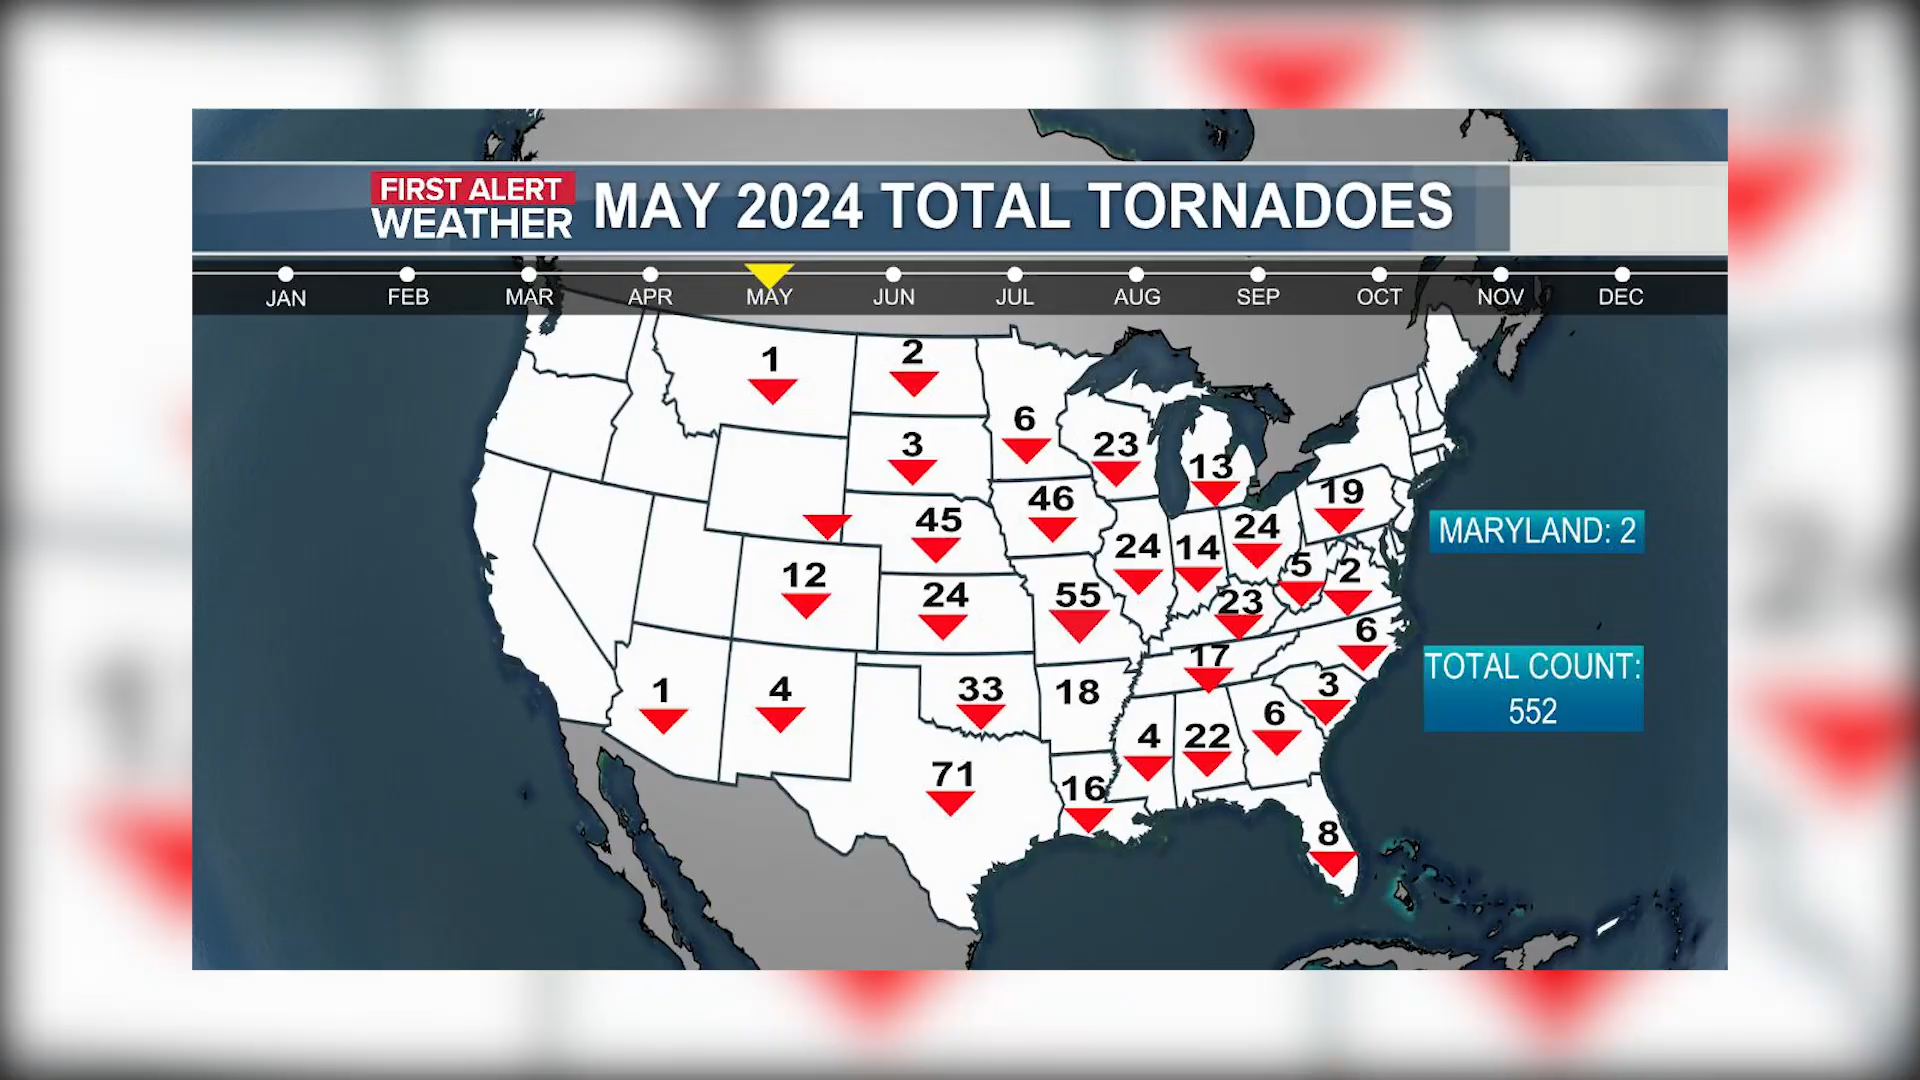 FIRST ALERT
WEATHER
MAY 2024 TOTAL TORNADOES
JAN FEB MAR APR MAY JUN JUL AUG SEP OCT NOV DEC
1 2
6
3 23
13
46 19
45 24
24 14
12 5 2
24 55 23
6
17
1 4 33 18 3
6
4 22
71
16
8
MARYLAND: 2
TOTAL COUNT:
552